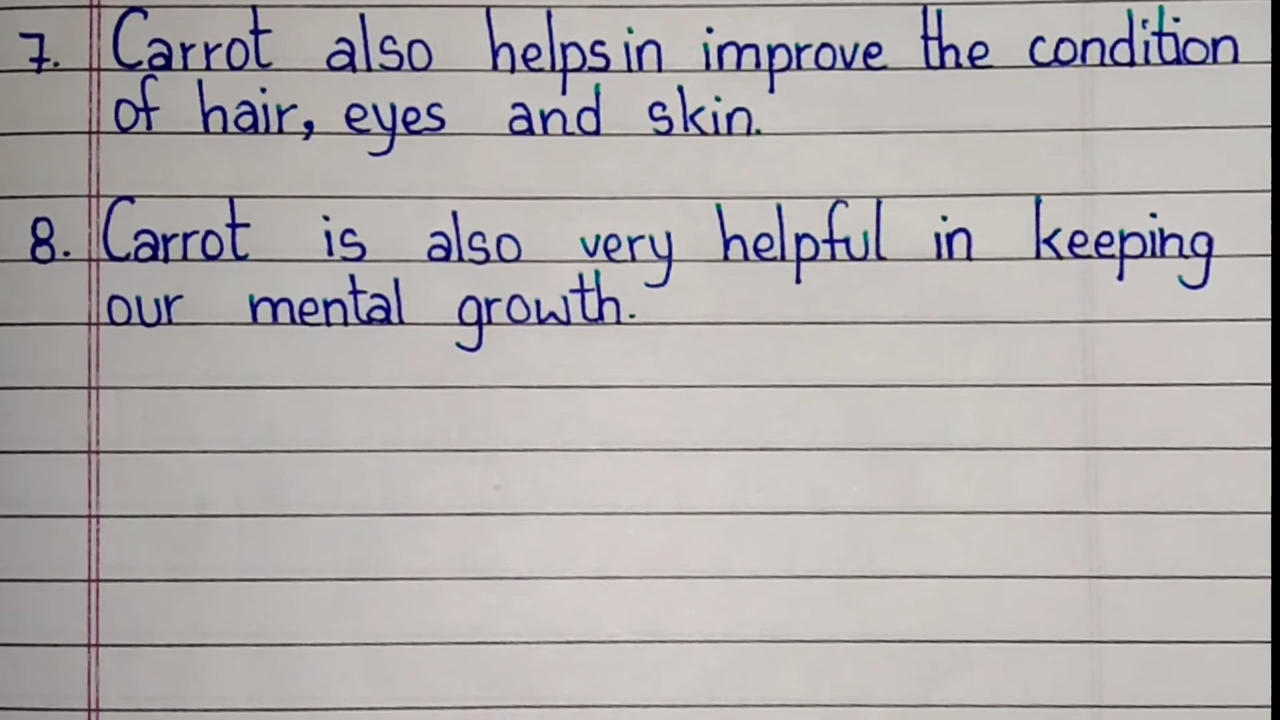 7. Carrot also helps in improve the condition
of hair, eyes and skin.
8. Carrot is also very helpful in keeping
our mental growth.